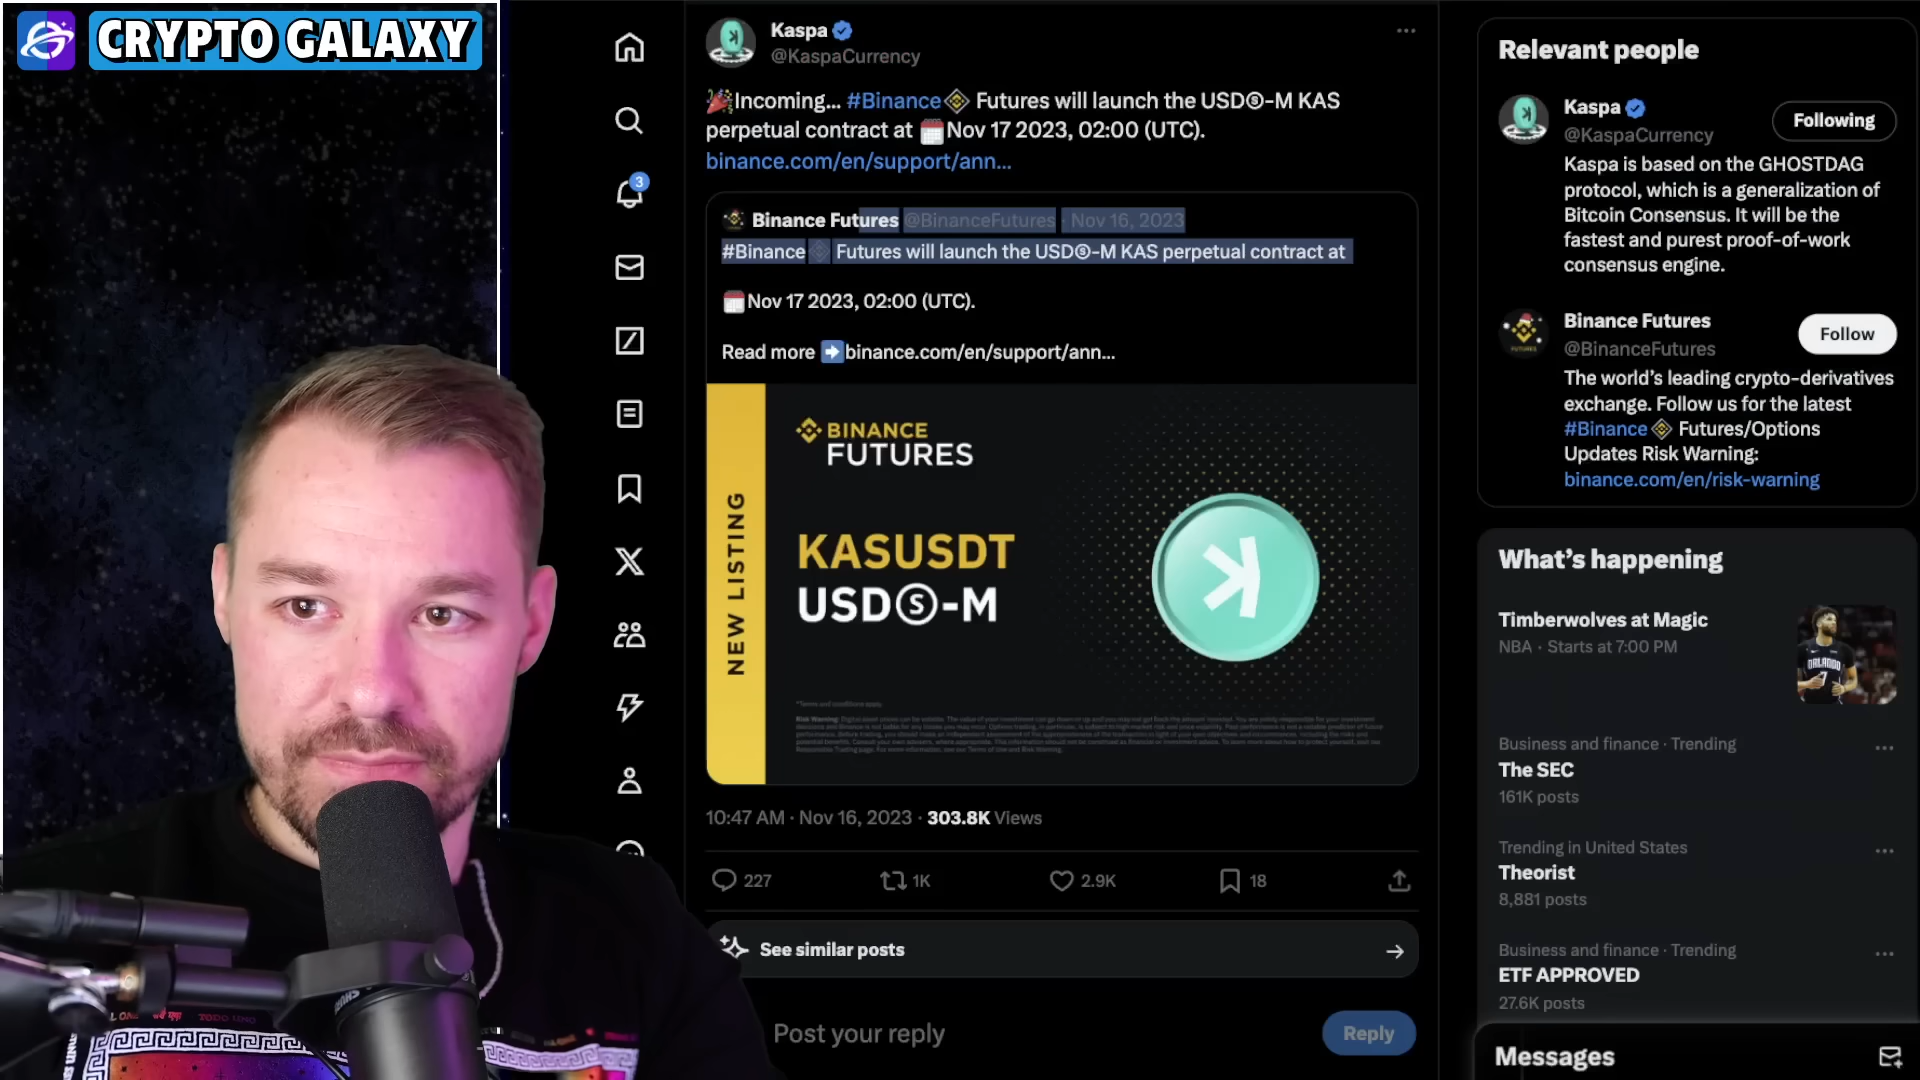 CRYPTO GALAXY
Kaspa
@KaspaCurrency
Incoming... #Binance Futures will launch the USDⓈ-M KAS
perpetual contract at Nov 17 2023, 02:00 (UTC).
binance.com/en/support/ann...
Binance Futures @BinanceFutures · Nov 16, 2023
#Binance Futures will launch the USDⓈ-M KAS perpetual contract at
Nov 17 2023, 02:00 (UTC).
Read more ➡binance.com/en/support/ann...
NEW LISTING
BINANCE
FUTURES
KASUSDT
USDⓈ-M
*Terms and conditions apply.
10:47 AM · Nov 16, 2023 · 303.8K Views
227
1K
2.9K
18
See similar posts
Post your reply
Reply
3
Relevant people
Kaspa
@KaspaCurrency
Following
Kaspa is based on the GHOSTDAG
protocol, which is a generalization of
Bitcoin Consensus. It will be the
fastest and purest proof-of-work
consensus engine.
Binance Futures
@BinanceFutures
Follow
The world's leading crypto-derivatives
exchange. Follow us for the latest
#Binance Futures/Options
Updates Risk Warning:
binance.com/en/risk-warning
What's happening
Timberwolves at Magic
NBA · Starts at 7:00 PM
ORLANDO
Business and finance · Trending
The SEC
161K posts
Trending in United States
Theorist
8,881 posts
Business and finance · Trending
ETF APPROVED
27.6K posts
Messages